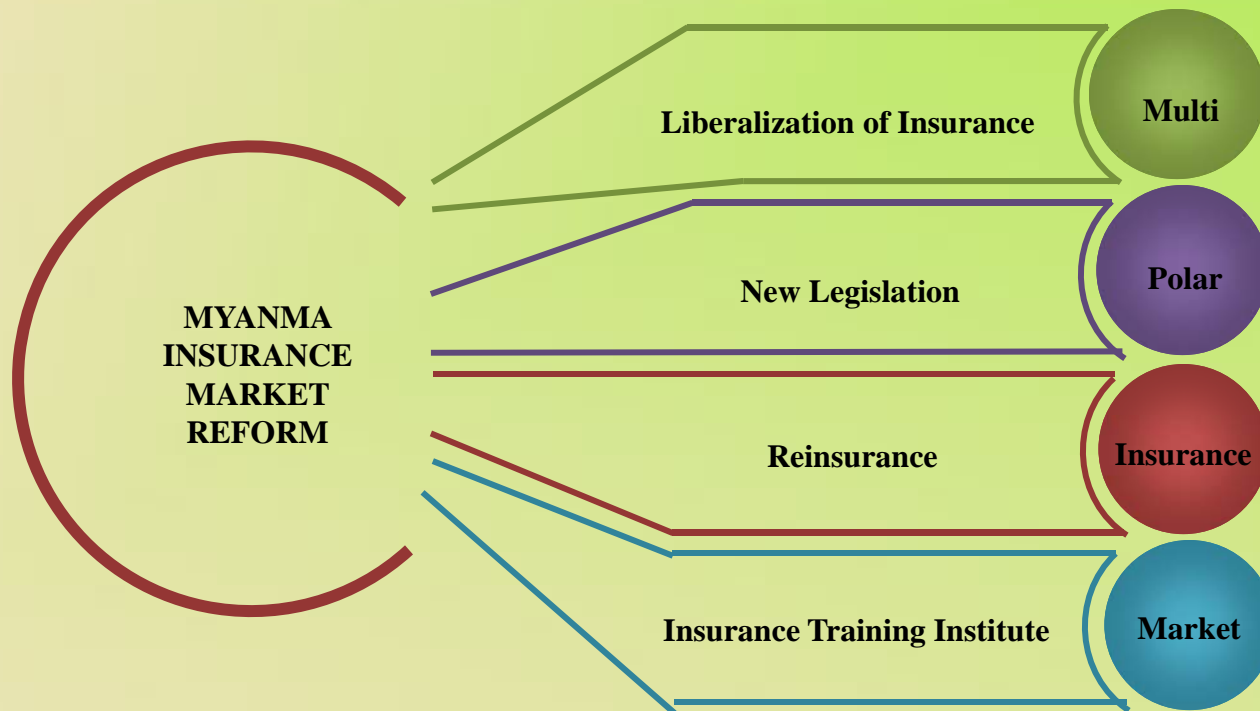 MYANMA
INSURANCE
MARKET
REFORM
Liberalization of Insurance
Multi
New Legislation
Polar
Reinsurance
Insurance
Insurance Training Institute
Market